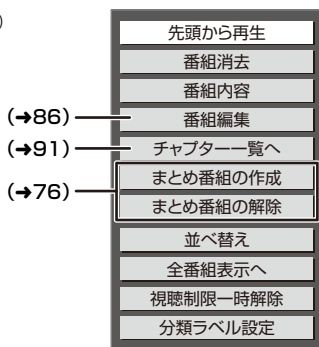 )
先頭から再生
番組消去
番組内容
(➔86) 番組編集
(➔91) チャプター一覧へ
(➔76) まとめ番組の作成
まとめ番組の解除
並べ替え
全番組表示へ
視聴制限一時解除
分類ラベル設定